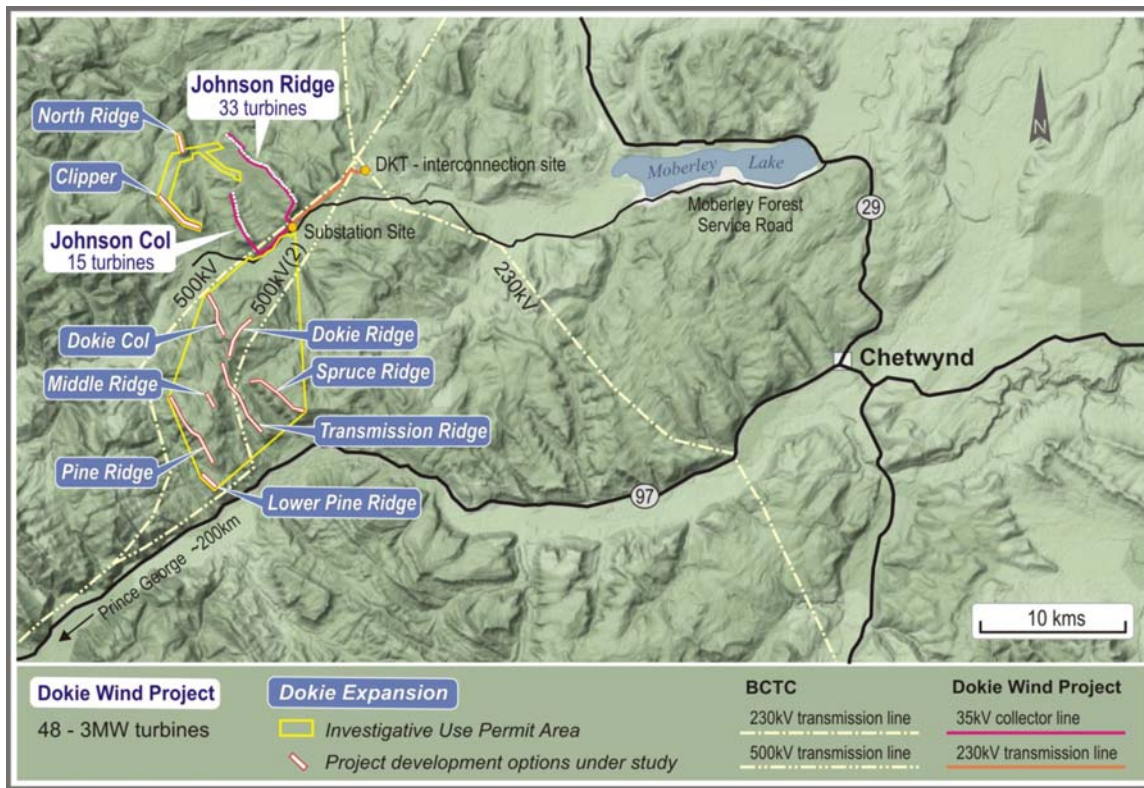 Johnson Ridge
33 turbines
North Ridge
Clipper
DKT - interconnection site
Moberley Lake
Moberley Forest
Service Road
29
N
Johnson Col
15 turbines
Substation Site
500kV
500kV(2)
230kV
Dokie Col
Dokie Ridge
Middle Ridge
Spruce Ridge
Chetwynd
Transmission Ridge
Pine Ridge
Lower Pine Ridge
97
Prince George ~200km
10 kms
Dokie Wind Project
48 - 3MW turbines
Dokie Expansion
Investigative Use Permit Area
Project development options under study
BCTC
230kV transmission line
500kV transmission line
Dokie Wind Project
35kV collector line
230kV transmission line